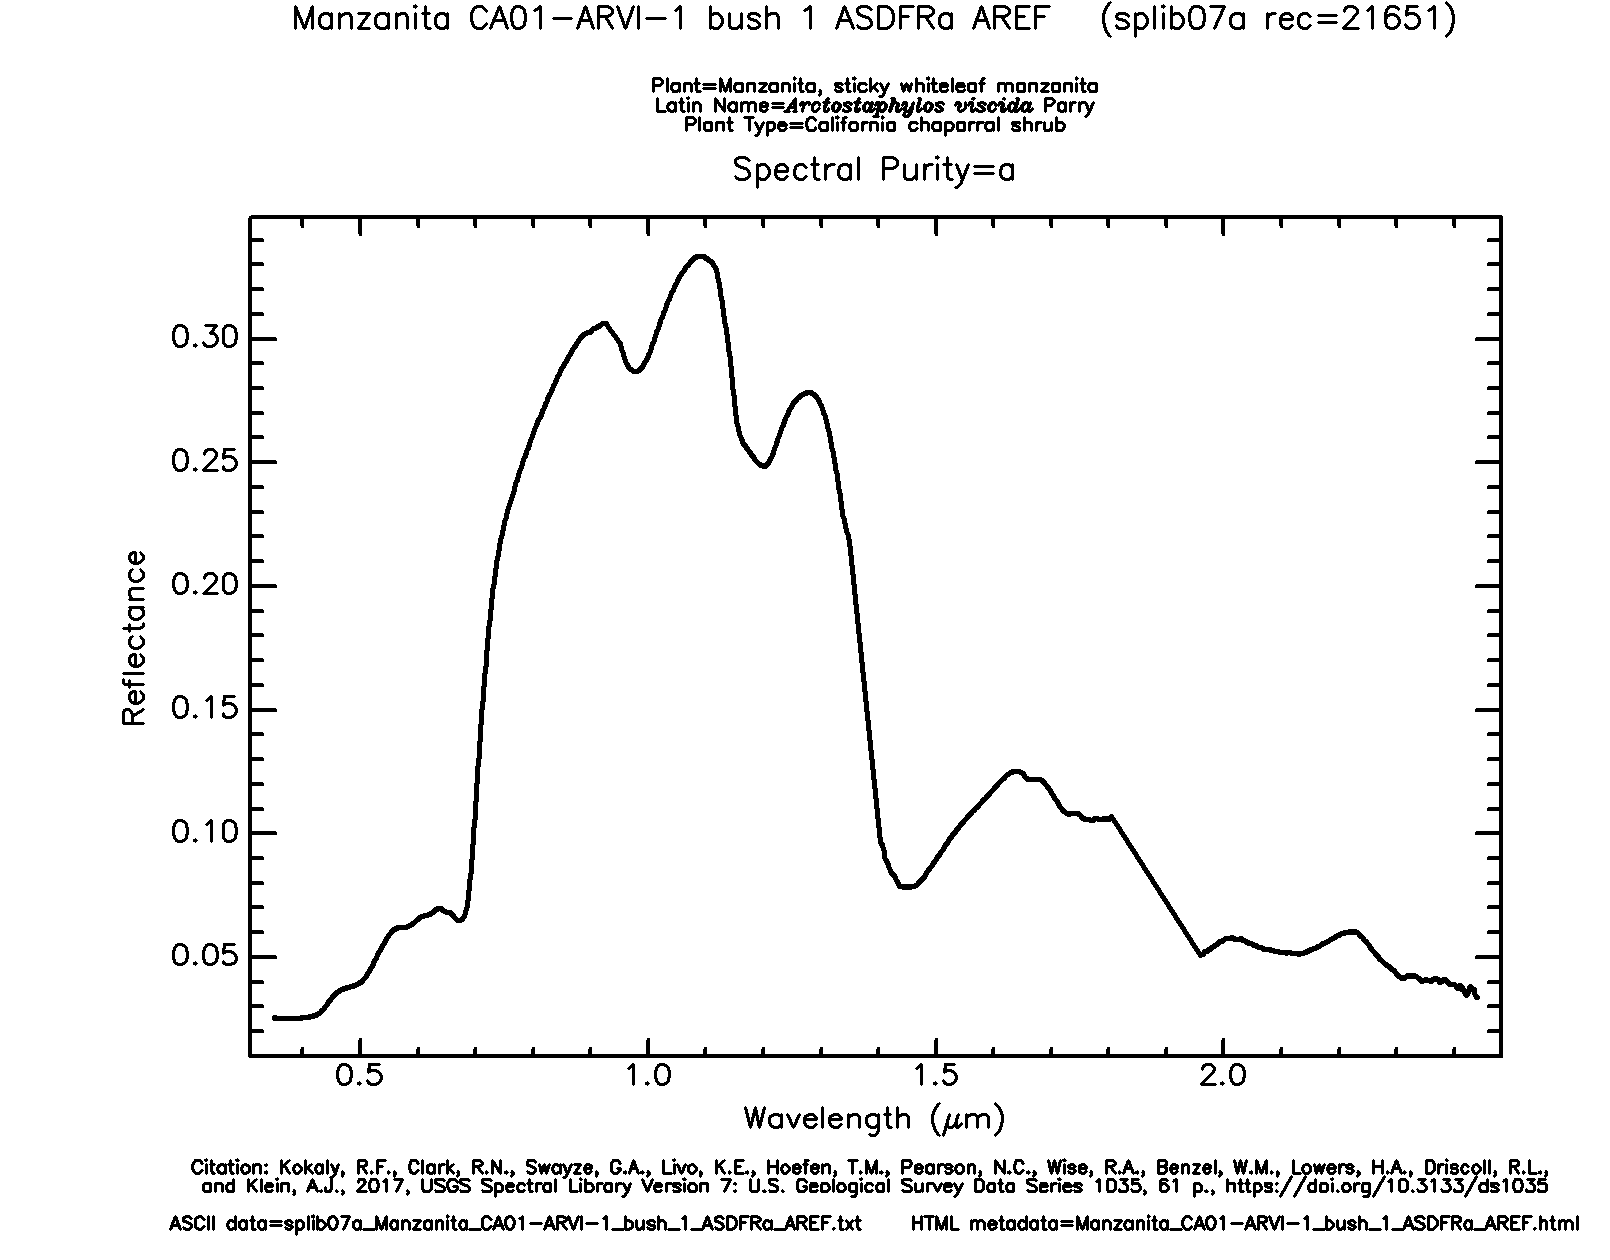 Manzanita CA01-ARVI-1 bush 1 ASDFRa AREF (splib07a rec=21651)
Plant=Manzanita, sticky whiteleaf manzanita
Latin Name=Arctostaphylos viscida Parry
Plant Type=California chaparral shrub
Spectral Purity=a
0.30
0.25
0.20
0.15
0.10
0.05
Reflectance
0.5 1.0 1.5 2.0
Wavelength (μm)
Citation: Kokaly, R.F., Clark, R.N., Swayze, G.A., Livo, K.E., Hoefen, T.M., Pearson, N.C., Wise, R.A., Benzel, W.M., Lowers, H.A., Driscoll, R.L.,
and Klein, A.J., 2017, USGS Spectral Library Version 7: U.S. Geological Survey Data Series 1035, 61 p., https://doi.org/10.3133/ds1035
ASCII data=splib07a_Manzanita_CA01-ARVI-1_bush_1_ASDFRa_AREF.txt HTML metadata=Manzanita_CA01-ARVI-1_bush_1_ASDFRa_AREF.html